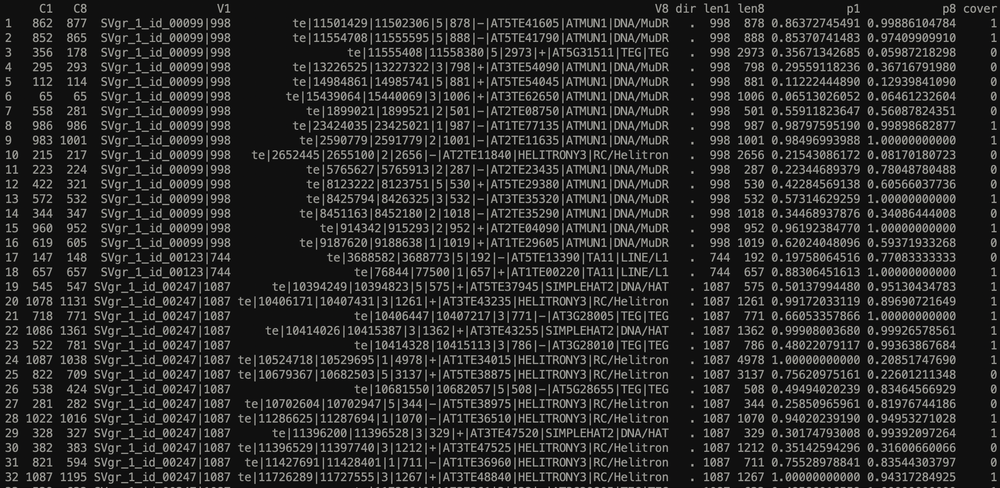 C1 C8 V1 V8 dir len1 len8 p1 p8 cover
1 862 877 SVgr_1_id_00099|998 te|11501429|11502306|5|878|-|AT5TE41605|ATMUN1|DNA/MuDR . 998 878 0.86372745491 0.99886104784 1
2 852 865 SVgr_1_id_00099|998 te|11554708|11555595|5|888|-|AT5TE41790|ATMUN1|DNA/MuDR . 998 888 0.85370741483 0.97409909910 1
3 356 178 SVgr_1_id_00099|998 te|11555408|11558380|5|2973|+|AT5G31511|TEG|TEG . 998 2973 0.35671342685 0.05987218298 0
4 295 293 SVgr_1_id_00099|998 te|13226525|13227322|3|798|+|AT3TE54090|ATMUN1|DNA/MuDR . 998 798 0.29559118236 0.36716791980 0
5 112 114 SVgr_1_id_00099|998 te|14984861|14985741|5|881|+|AT5TE54045|ATMUN1|DNA/MuDR . 998 881 0.11222444890 0.12939841090 0
6 65 65 SVgr_1_id_00099|998 te|15439064|15440069|3|1006|+|AT3TE62650|ATMUN1|DNA/MuDR . 998 1006 0.06513026052 0.06461232604 0
7 558 281 SVgr_1_id_00099|998 te|1899021|1899521|2|501|-|AT2TE08750|ATMUN1|DNA/MuDR . 998 501 0.55911823647 0.56087824351 0
8 986 986 SVgr_1_id_00099|998 te|23424035|23425021|1|987|-|AT1TE77135|ATMUN1|DNA/MuDR . 998 987 0.98797595190 0.99898682877 1
9 983 1001 SVgr_1_id_00099|998 te|2590779|2591779|2|1001|-|AT2TE11635|ATMUN1|DNA/MuDR . 998 1001 0.98496993988 1.00000000000 1
10 215 217 SVgr_1_id_00099|998 te|2652445|2655100|2|2656|-|AT2TE11840|HELITRONY3|RC/Helitron . 998 2656 0.21543086172 0.08170180723 0
11 223 224 SVgr_1_id_00099|998 te|5765627|5765913|2|287|-|AT2TE23435|ATMUN1|DNA/MuDR . 998 287 0.22344689379 0.78048780488 0
12 422 321 SVgr_1_id_00099|998 te|8123222|8123751|5|530|+|AT5TE29380|ATMUN1|DNA/MuDR . 998 530 0.42284569138 0.60566037736 0
13 572 532 SVgr_1_id_00099|998 te|8425794|8426325|3|532|-|AT3TE35320|ATMUN1|DNA/MuDR . 998 532 0.57314629259 1.00000000000 1
14 344 347 SVgr_1_id_00099|998 te|8451163|8452180|2|1018|-|AT2TE35290|ATMUN1|DNA/MuDR . 998 1018 0.34468937876 0.34086444008 0
15 960 952 SVgr_1_id_00099|998 te|914342|915293|2|952|+|AT2TE04090|ATMUN1|DNA/MuDR . 998 952 0.96192384770 1.00000000000 1
16 619 605 SVgr_1_id_00099|998 te|9187620|9188638|1|1019|+|AT1TE29605|ATMUN1|DNA/MuDR . 998 1019 0.62024048096 0.59371933268 0
17 147 148 SVgr_1_id_00123|744 te|3688582|3688773|5|192|-|AT5TE13390|TA11|LINE/L1 . 744 192 0.19758064516 0.77083333333 0
18 657 657 SVgr_1_id_00123|744 te|76844|77500|1|657|+|AT1TE00220|TA11|LINE/L1 . 744 657 0.88306451613 1.00000000000 1
19 545 547 SVgr_1_id_00247|1087 te|10394249|10394823|5|575|+|AT5TE37945|SIMPLEHAT2|DNA/HAT . 1087 575 0.50137994480 0.95130434783 1
20 1078 1131 SVgr_1_id_00247|1087 te|10406171|10407431|3|1261|+|AT3TE43235|HELITRONY3|RC/Helitron . 1087 1261 0.99172033119 0.89690721649 1
21 718 771 SVgr_1_id_00247|1087 te|10406447|10407217|3|771|-|AT3G28005|TEG|TEG . 1087 771 0.66053357866 1.00000000000 1
22 1086 1361 SVgr_1_id_00247|1087 te|10414026|10415387|3|1362|+|AT3TE43255|SIMPLEHAT2|DNA/HAT . 1087 1362 0.99908003680 0.99926578561 1
23 522 781 SVgr_1_id_00247|1087 te|10414328|10415113|3|786|-|AT3G28010|TEG|TEG . 1087 786 0.48022079117 0.99363867684 1
24 1087 1038 SVgr_1_id_00247|1087 te|10524718|10529695|1|4978|+|AT1TE34015|HELITRONY3|RC/Helitron . 1087 4978 1.00000000000 0.20851747690 1
25 822 709 SVgr_1_id_00247|1087 te|10679367|10682503|5|3137|+|AT5TE38875|HELITRONY3|RC/Helitron . 1087 3137 0.75620975161 0.22601211348 0
26 538 424 SVgr_1_id_00247|1087 te|10681550|10682057|5|508|-|AT5G28655|TEG|TEG . 1087 508 0.49494020239 0.83464566929 0
27 281 282 SVgr_1_id_00247|1087 te|10702604|10702947|5|344|-|AT5TE38975|HELITRONY3|RC/Helitron . 1087 344 0.25850965961 0.81976744186 0
28 1022 1016 SVgr_1_id_00247|1087 te|11286625|11287694|1|1070|-|AT1TE36510|HELITRONY3|RC/Helitron . 1087 1070 0.94020239190 0.94953271028 1
29 328 327 SVgr_1_id_00247|1087 te|11396200|11396528|3|329|+|AT3TE47520|SIMPLEHAT2|DNA/HAT . 1087 329 0.30174793008 0.99392097264 1
30 382 383 SVgr_1_id_00247|1087 te|11396529|11397740|3|1212|+|AT3TE47525|HELITRONY3|RC/Helitron . 1087 1212 0.35142594296 0.31600660066 0
31 821 594 SVgr_1_id_00247|1087 te|11427691|11428401|1|711|-|AT1TE36960|HELITRONY3|RC/Helitron . 1087 711 0.75528978841 0.83544303797 0
32 1087 1195 SVgr_1_id_00247|1087 te|11726289|11727555|3|1267|+|AT3TE48840|HELITRONY3|RC/Helitron . 1087 1267 1.00000000000 0.94317284925 1